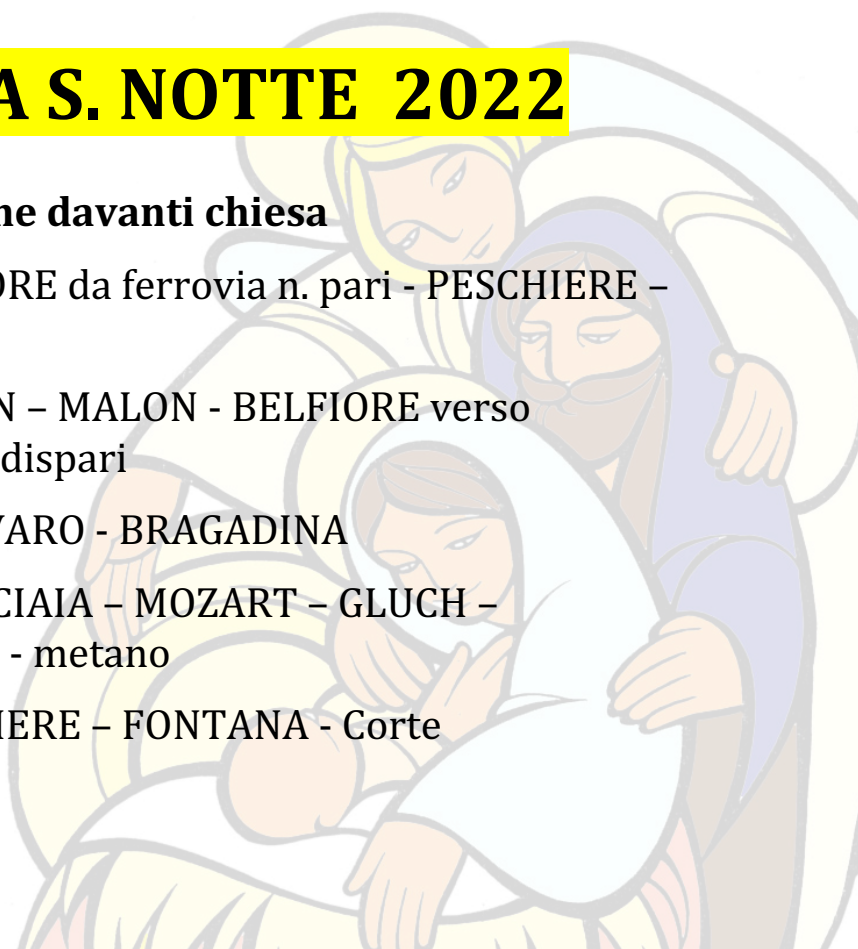 A S. NOTTE 2022
ne davanti chiesa
ORE da ferrovia n. pari - PESCHIERE –
N – MALON - BELFIORE verso
dispari
VARO - BRAGADINA
CIAIA – MOZART – GLUCH –
- metano
IERE – FONTANA - Corte